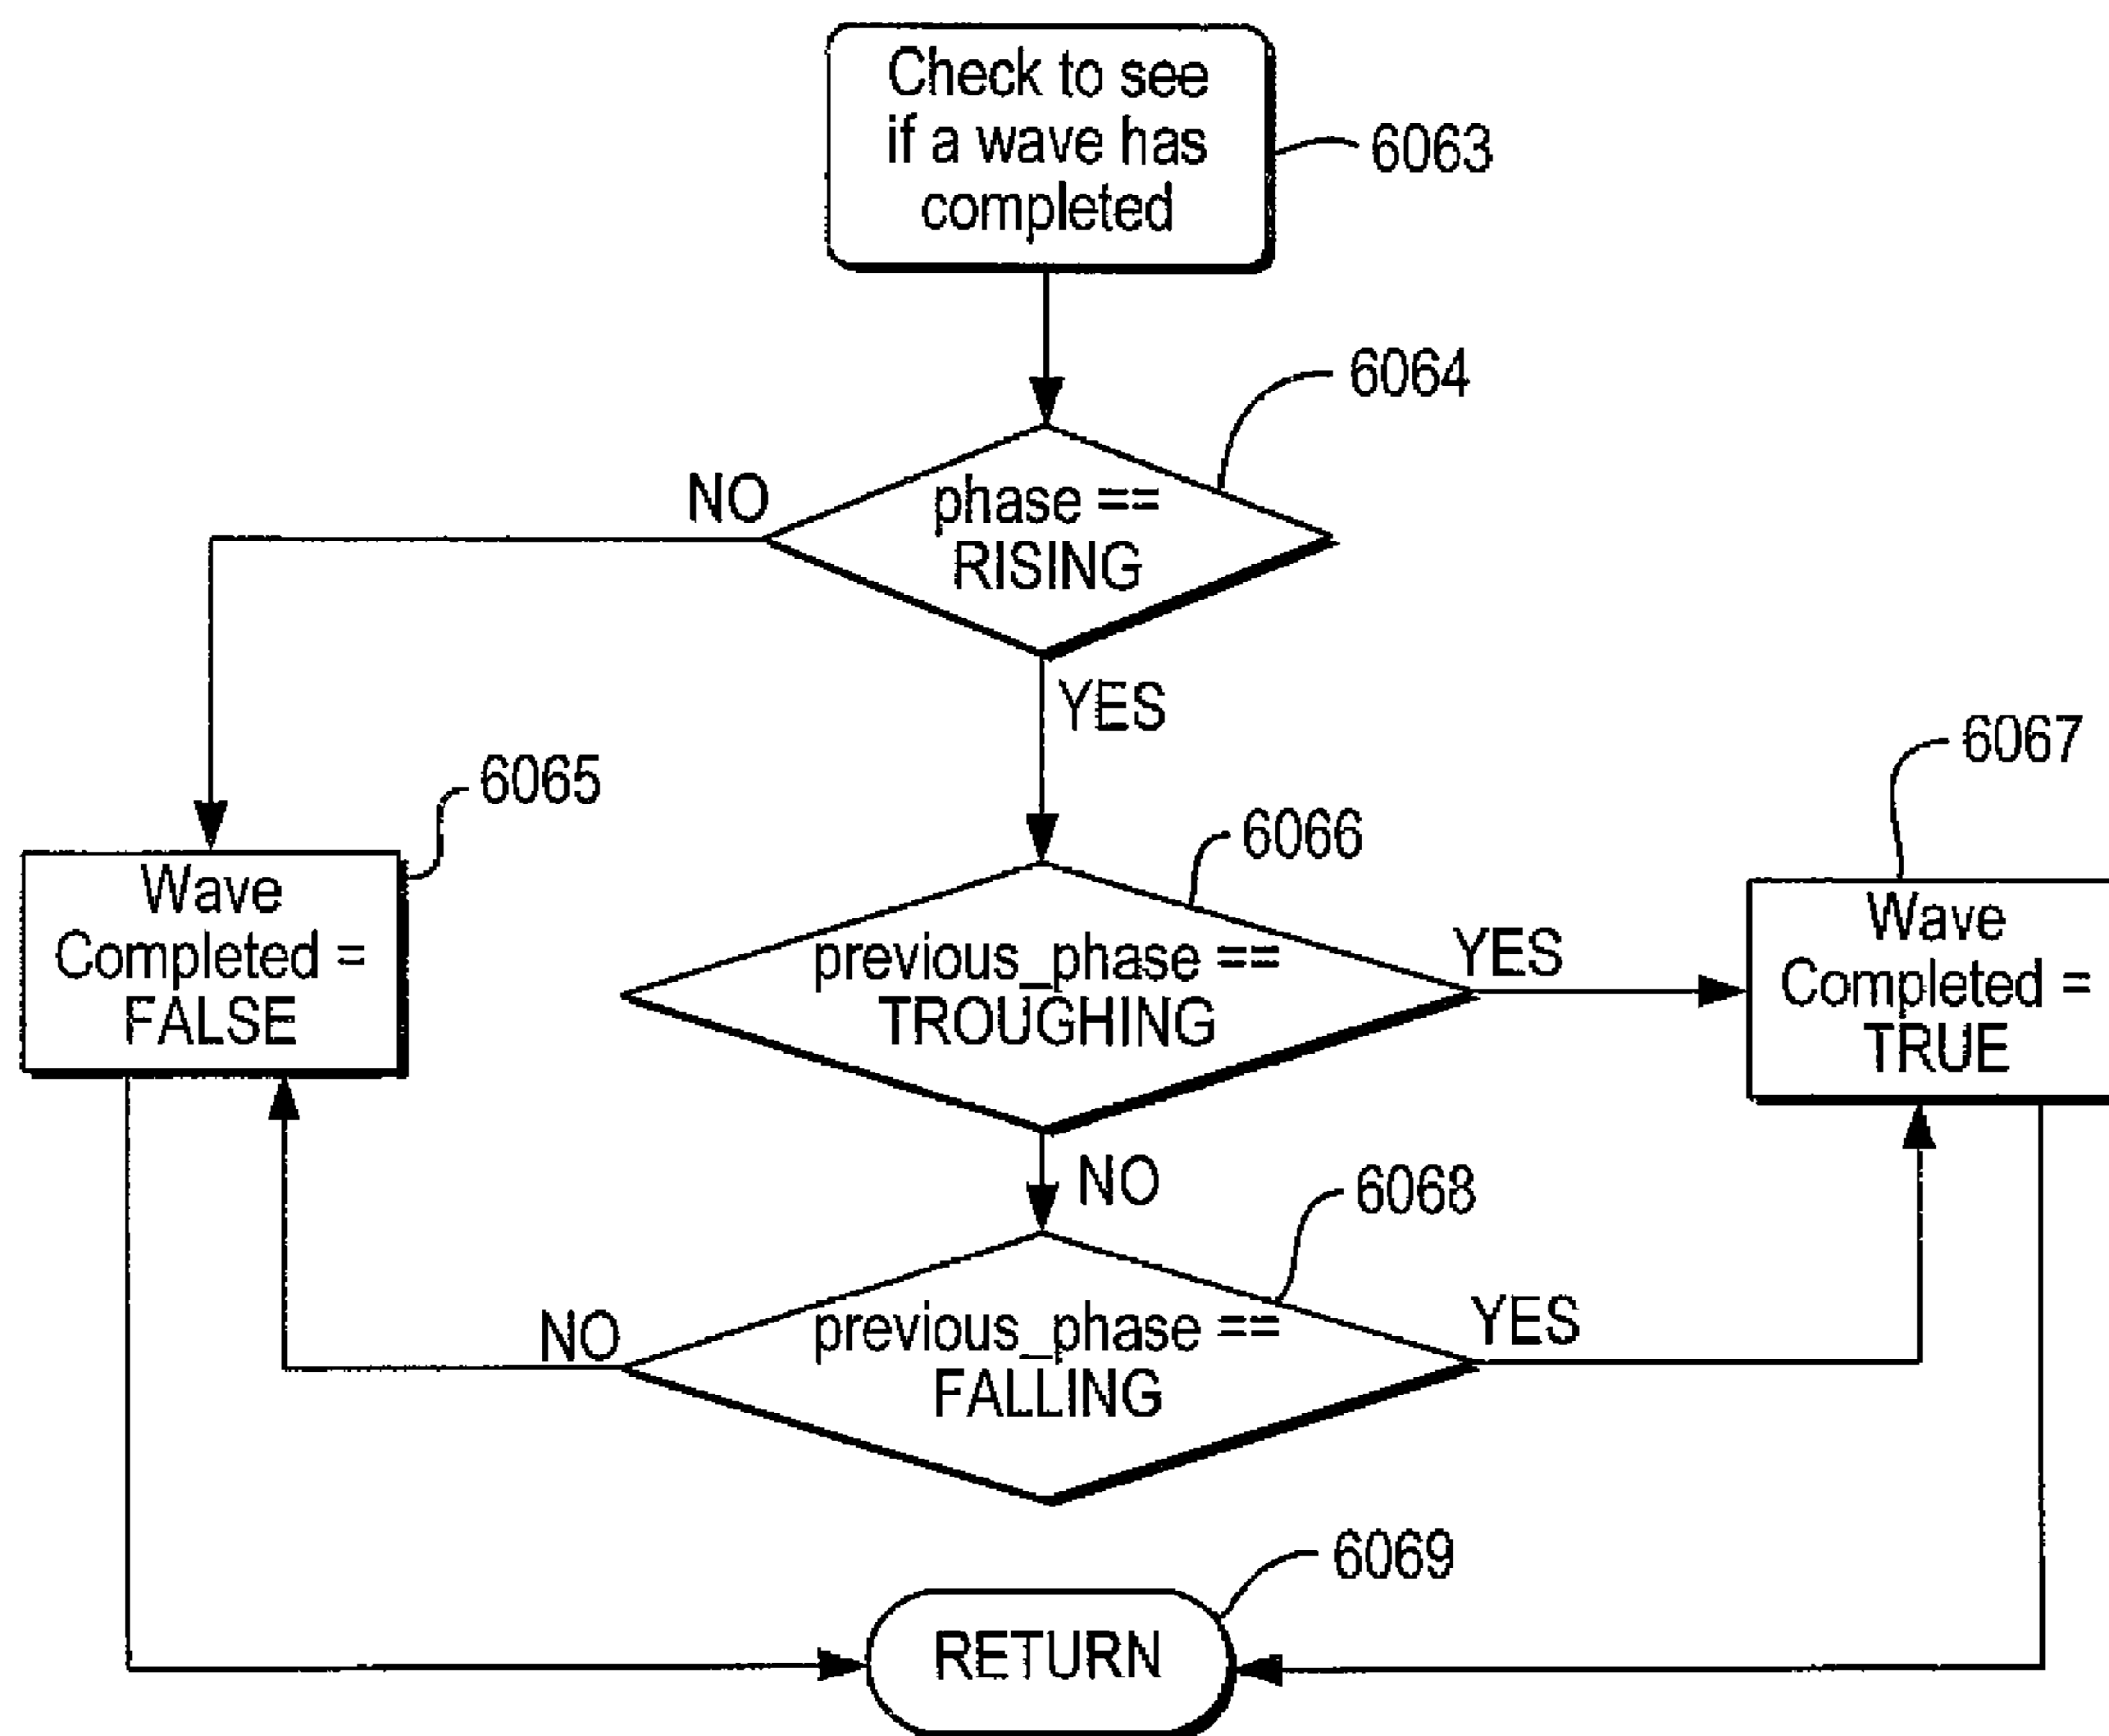 Check to see
if a wave has
completed
6063
6064
phase ==
RISING
NO
YES
6065
Wave
Completed =
FALSE
6066
previous_phase ==
TROUGHING
YES
6067
Wave
Completed =
TRUE
NO
6068
previous_phase ==
FALLING
NO
YES
6069
RETURN